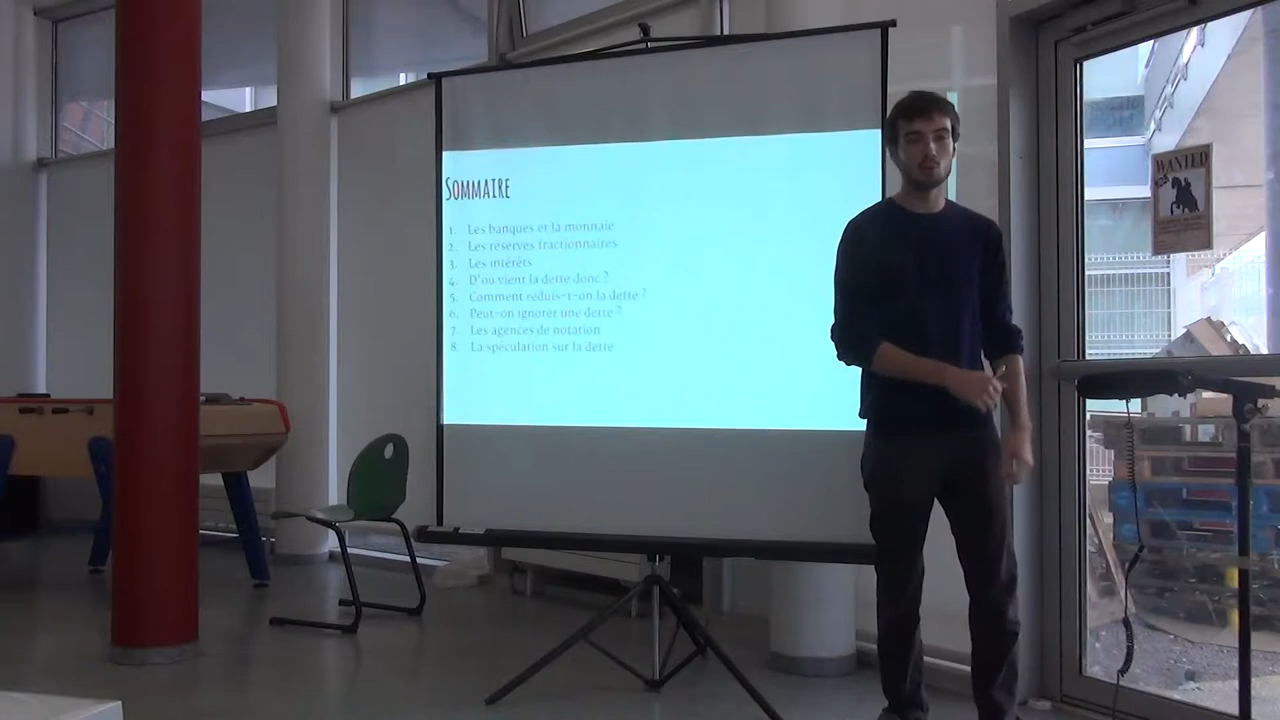 SOMMAIRE
1. Les banques et la monnaie
2. Les réserves fractionnaires
3. Les intérêts
4. D'où vient la dette donc ?
5. Comment réduis-t-on la dette ?
6. Peut-on ignorer une dette ?
7. Les agences de notation
8. La spéculation sur la dette
WANTED